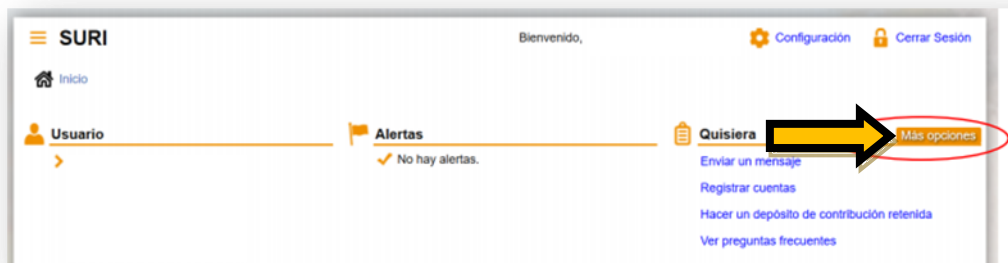 SURI
Bienvenido,
Configuración
Cerrar Sesión
Inicio
Usuario
Alertas
No hay alertas.
Quisiera
Más opciones
Enviar un mensaje
Registrar cuentas
Hacer un depósito de contribución retenida
Ver preguntas frecuentes